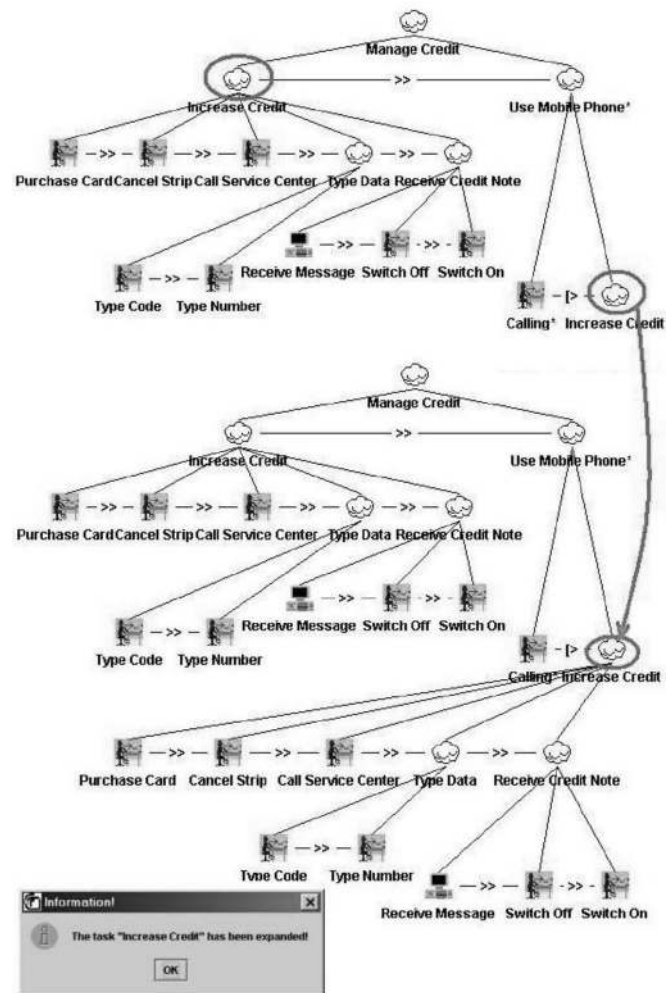 Manage Credit
>>
Increase Credit
Use Mobile Phone*
>> >> >> >>
Purchase Card Cancel Strip Call Service Center Type Data Receive Credit Note
>> >>
Receive Message Switch Off Switch On
>>
Type Code Type Number
[>
Calling* Increase Credit
Manage Credit
>>
Increase Credit
Use Mobile Phone*
>> >> >> >>
Purchase Card Cancel Strip Call Service Center Type Data Receive Credit Note
>> >>
Receive Message Switch Off Switch On
>>
Type Code Type Number
[>
Calling* Increase Credit
>> >> >> >>
Purchase Card Cancel Strip Call Service Center Type Data Receive Credit Note
>>
Type Code Type Number
>> >>
Receive Message Switch Off Switch On
Information!
The task "Increase Credit" has been expanded!
OK